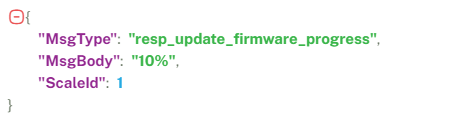 {
"MsgType": "resp_update_firmware_progress",
"MsgBody": "10%",
"ScaleId": 1
}